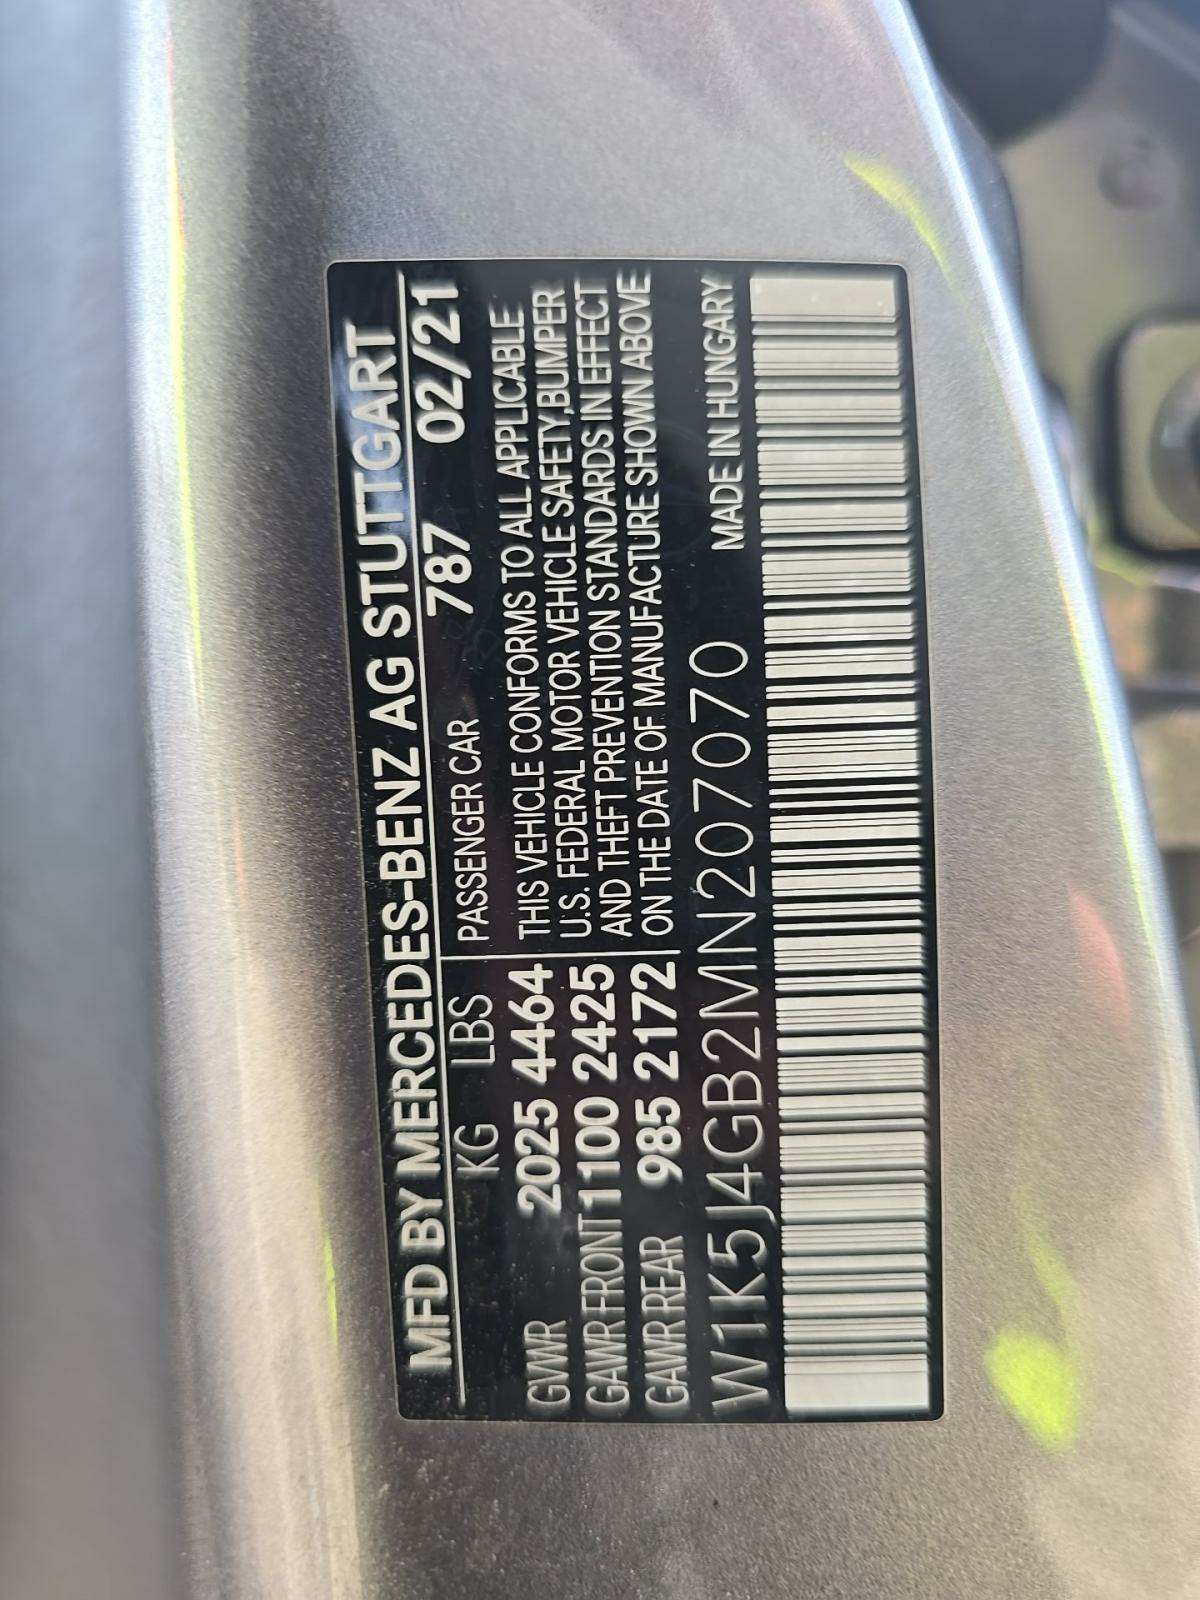 MFD BY MERCEDES-BENZ AG STUTTGART
KG LBS PASSENGER CAR 787 02/21
GVWR 2025 4464
GAWR FRONT 1100 2425
GAWR REAR 985 2172
THIS VEHICLE CONFORMS TO ALL APPLICABLE
U.S. FEDERAL MOTOR VEHICLE SAFETY,BUMPER
AND THEFT PREVENTION STANDARDS IN EFFECT
ON THE DATE OF MANUFACTURE SHOWN ABOVE
W1K5J4GB2MN207070 MADE IN HUNGARY